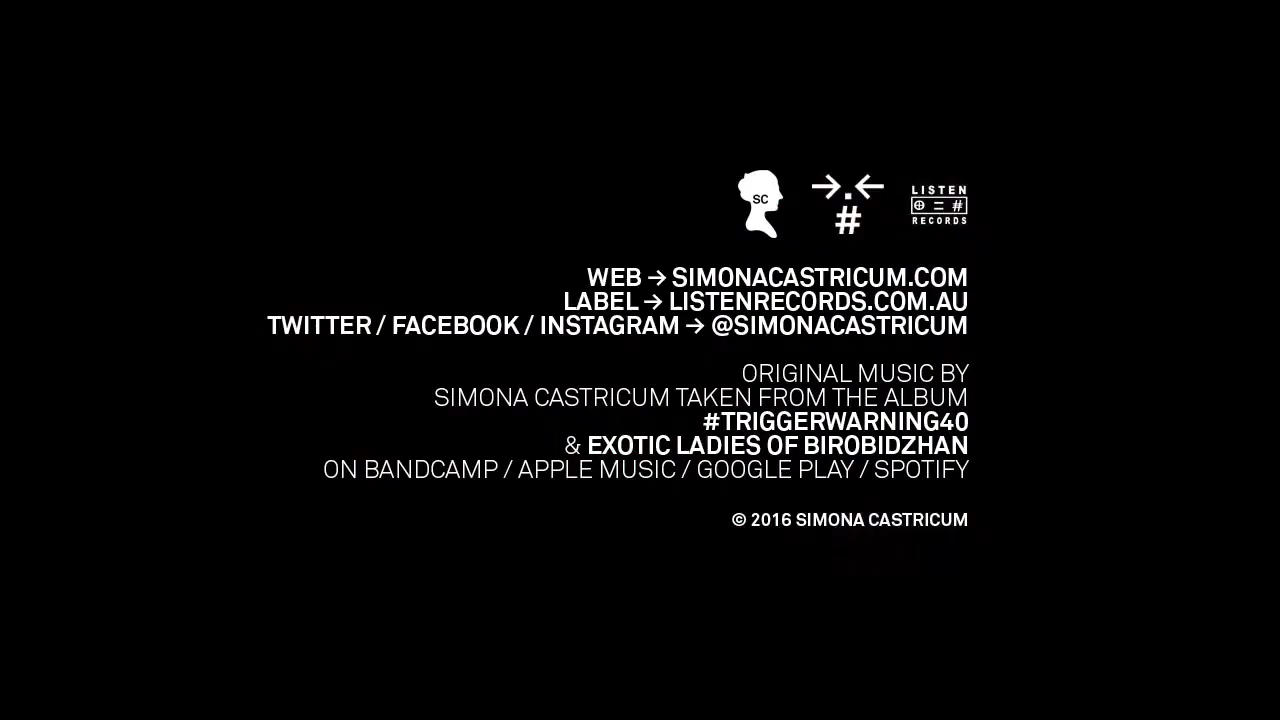 SC
→.←
#
LISTEN
⊕ = #
RECORDS
WEB → SIMONACASTRICUM.COM
LABEL → LISTENRECORDS.COM.AU
TWITTER / FACEBOOK / INSTAGRAM → @SIMONACASTRICUM
ORIGINAL MUSIC BY
SIMONA CASTRICUM TAKEN FROM THE ALBUM
#TRIGGERWARNING40
& EXOTIC LADIES OF BIROBIDZHAN
ON BANDCAMP / APPLE MUSIC / GOOGLE PLAY / SPOTIFY
© 2016 SIMONA CASTRICUM